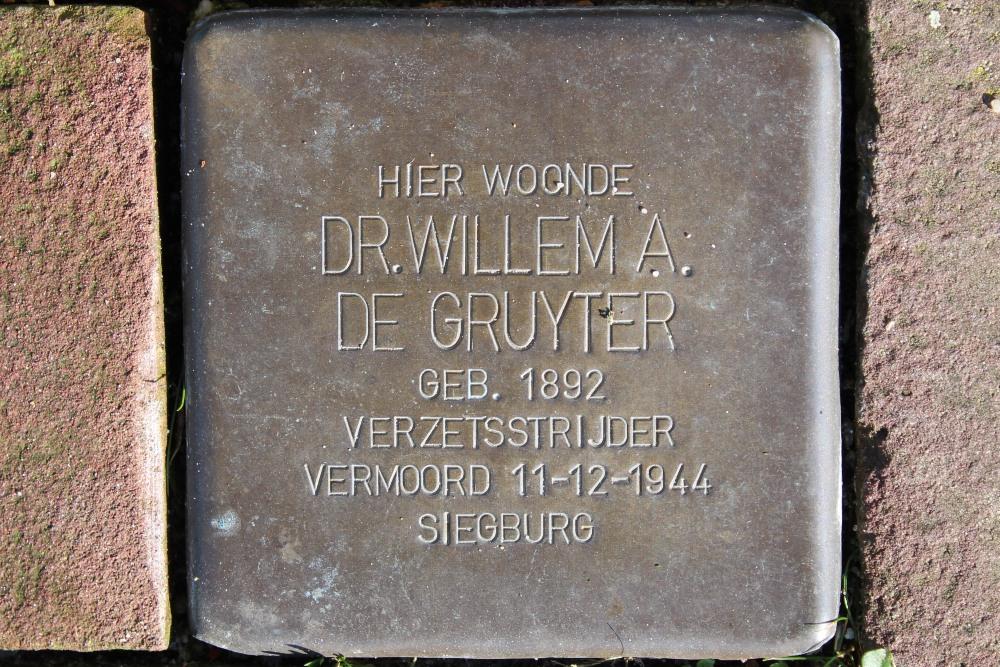 HIER WOONDE
DR. WILLEM A.
DE GRUYTER
GEB. 1892
VERZETSSTRIJDER
VERMOORD 11-12-1944
SIEGBURG